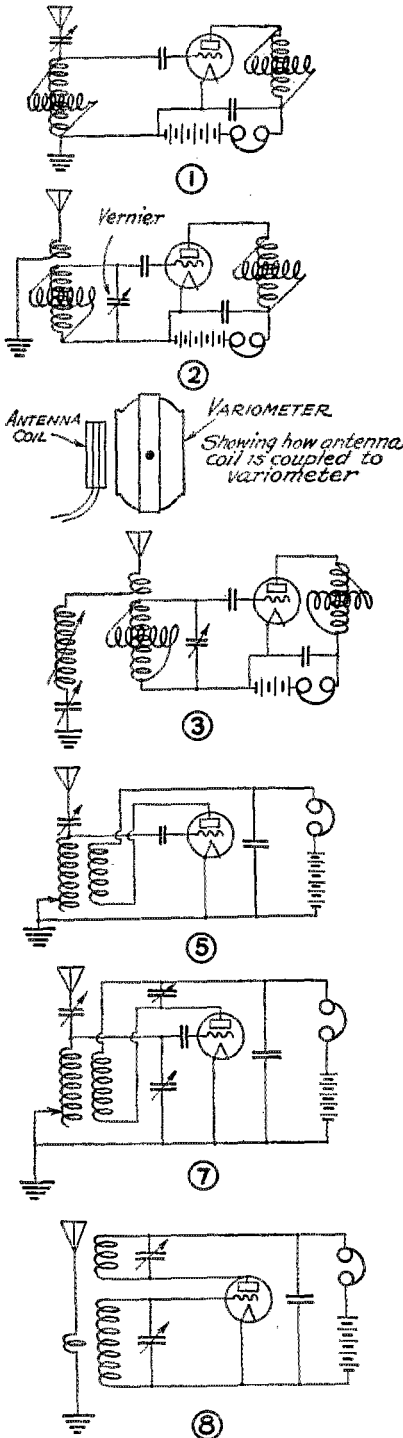 1
Vernier
2
ANTENNA
COIL
VARIOMETER
Showing how antenna
coil is coupled to
variometer
3
5
7
8